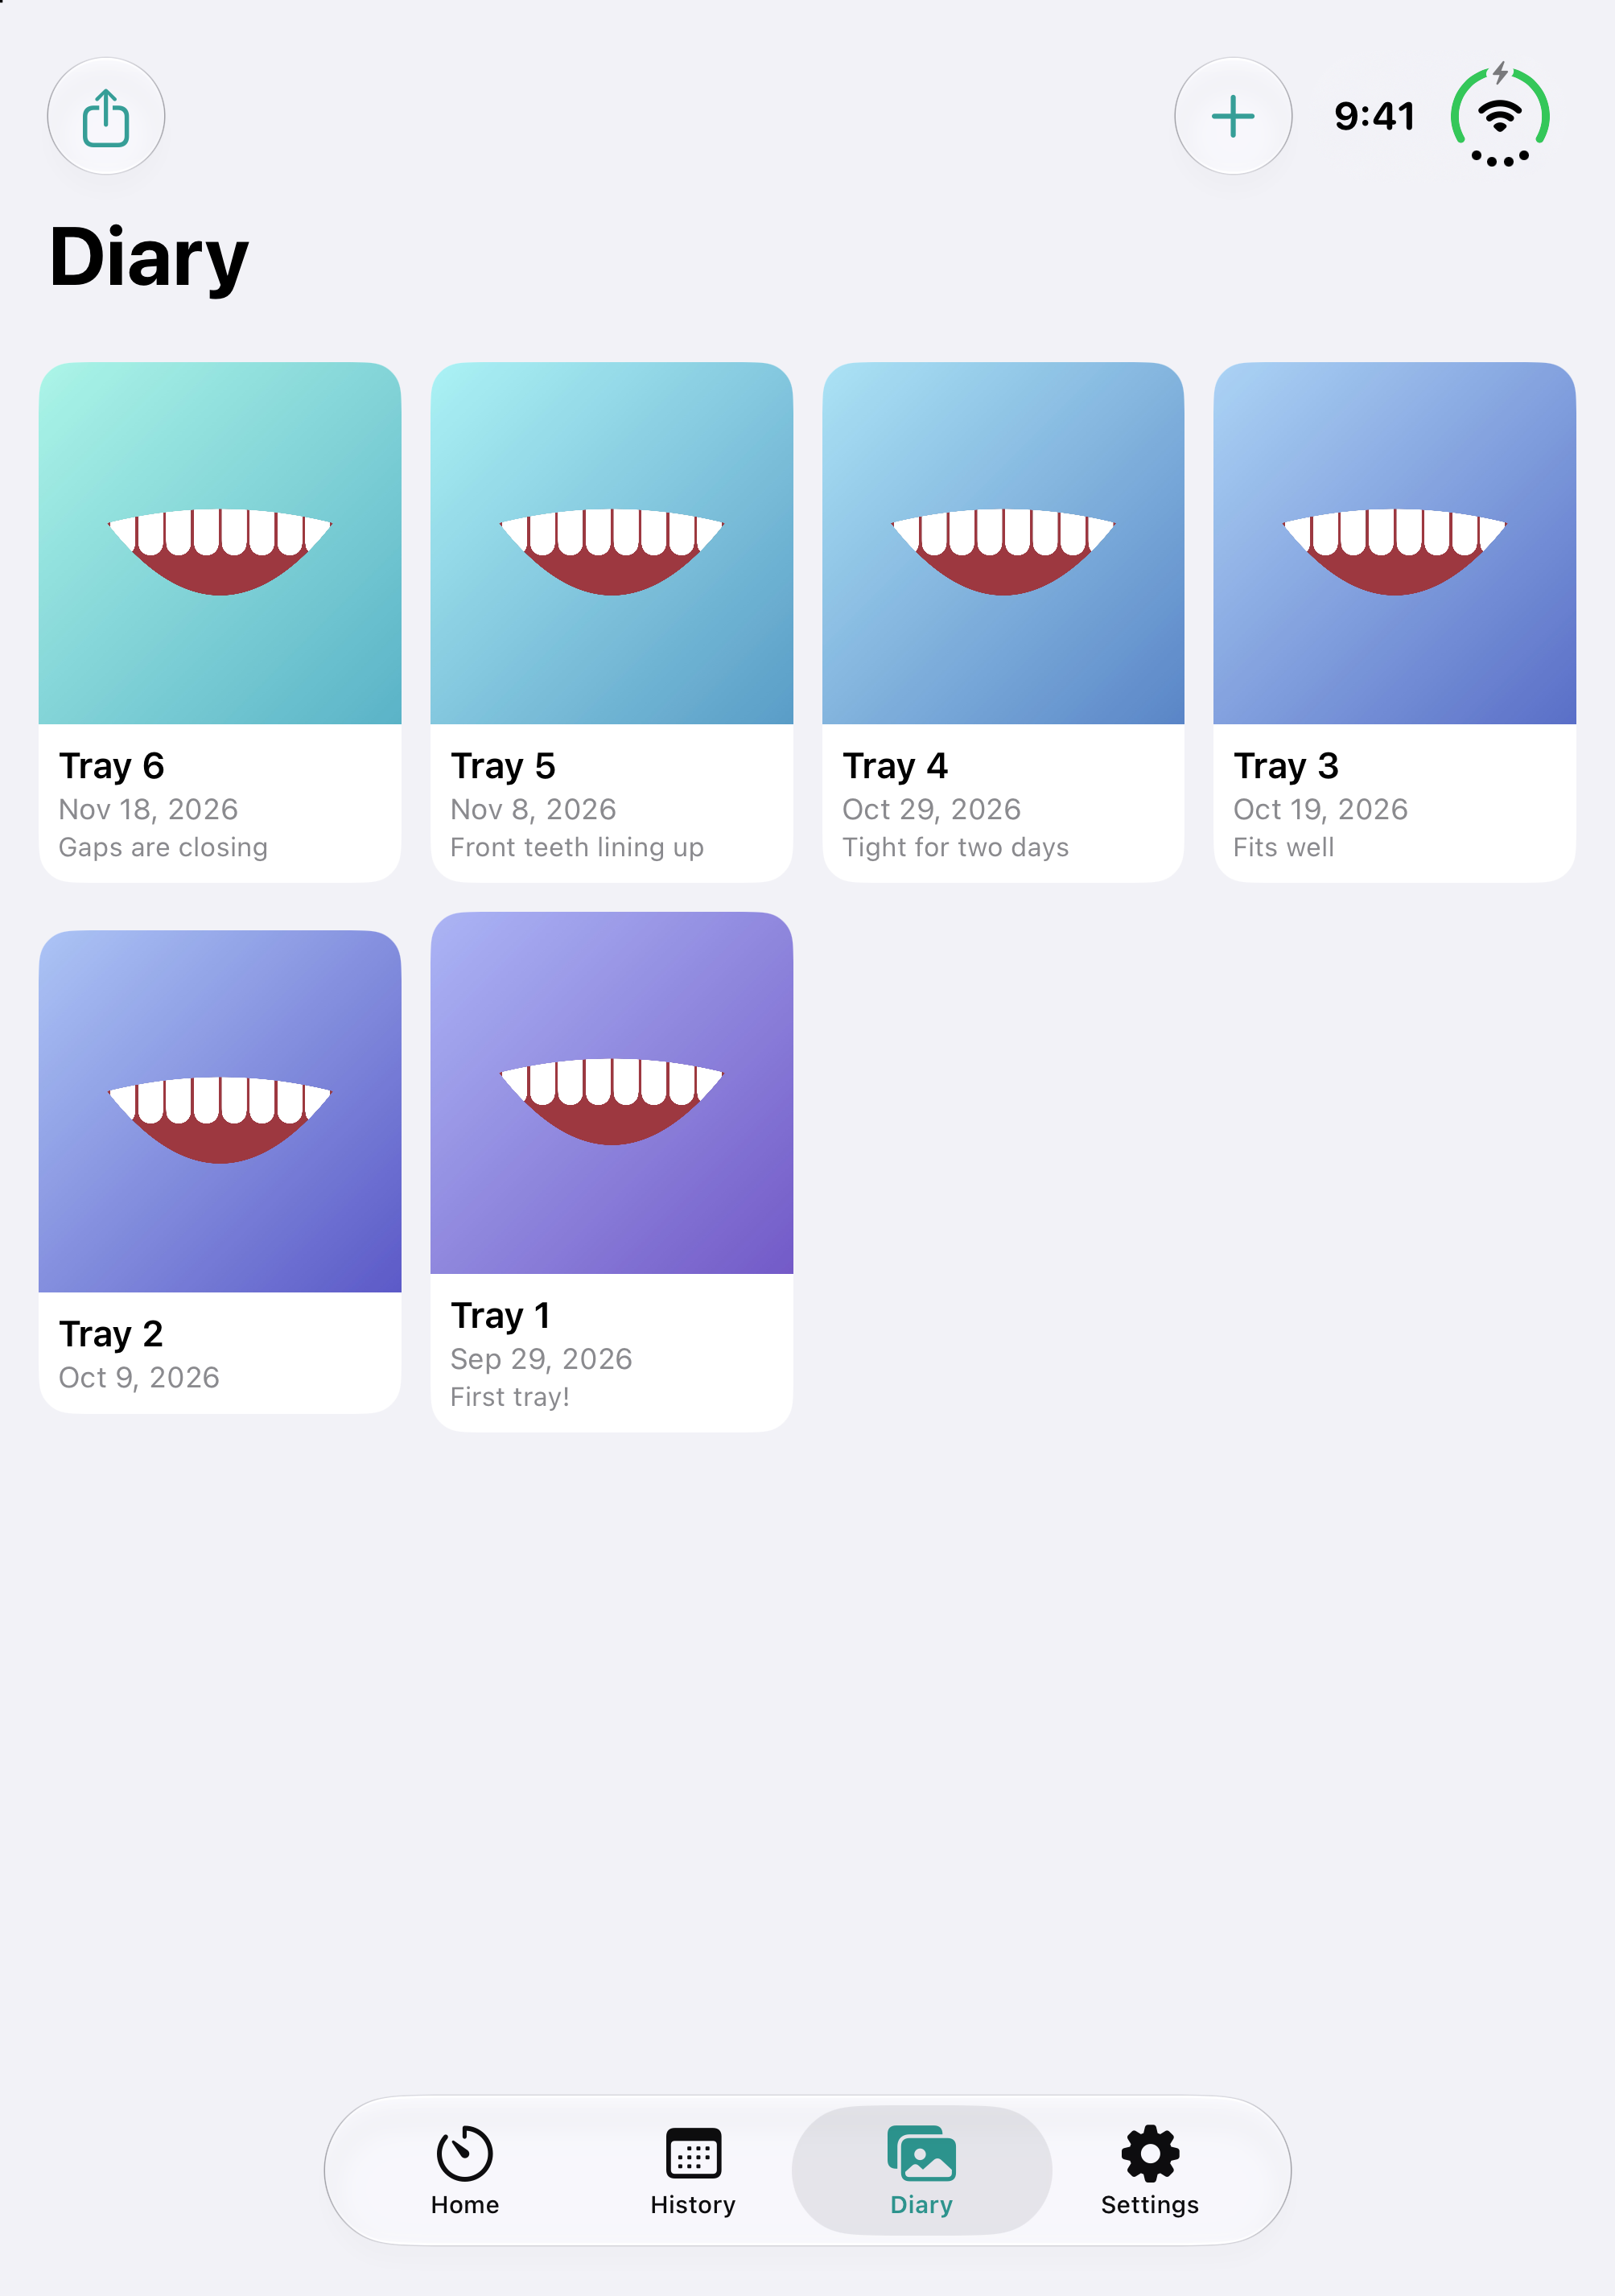 9:41
Diary
Tray 6
Nov 18, 2026
Gaps are closing
Tray 5
Nov 8, 2026
Front teeth lining up
Tray 4
Oct 29, 2026
Tight for two days
Tray 3
Oct 19, 2026
Fits well
Tray 2
Oct 9, 2026
Tray 1
Sep 29, 2026
First tray!
Home
History
Diary
Settings